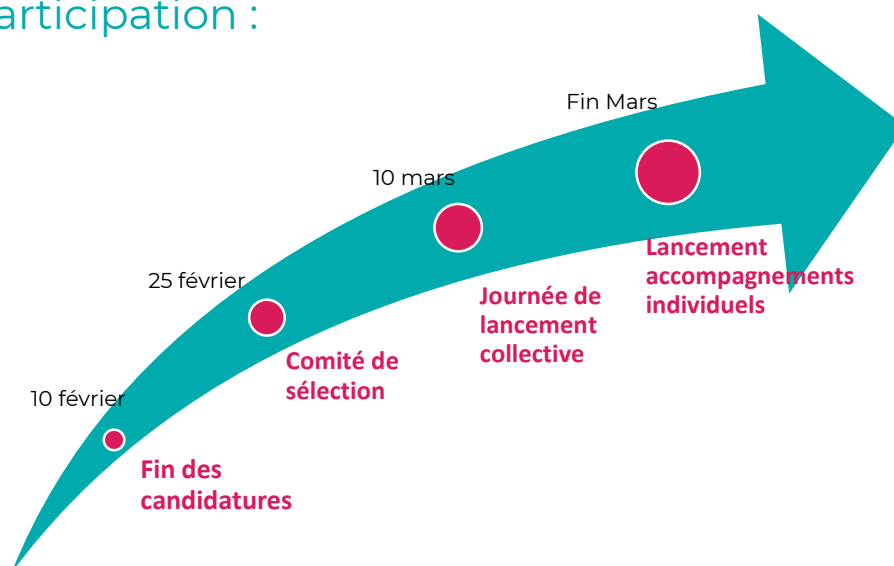 articipation :
Fin Mars
10 mars
Lancement
accompagnements
individuels
25 février
Journée de
lancement
collective
Comité de
sélection
10 février
Fin des
candidatures